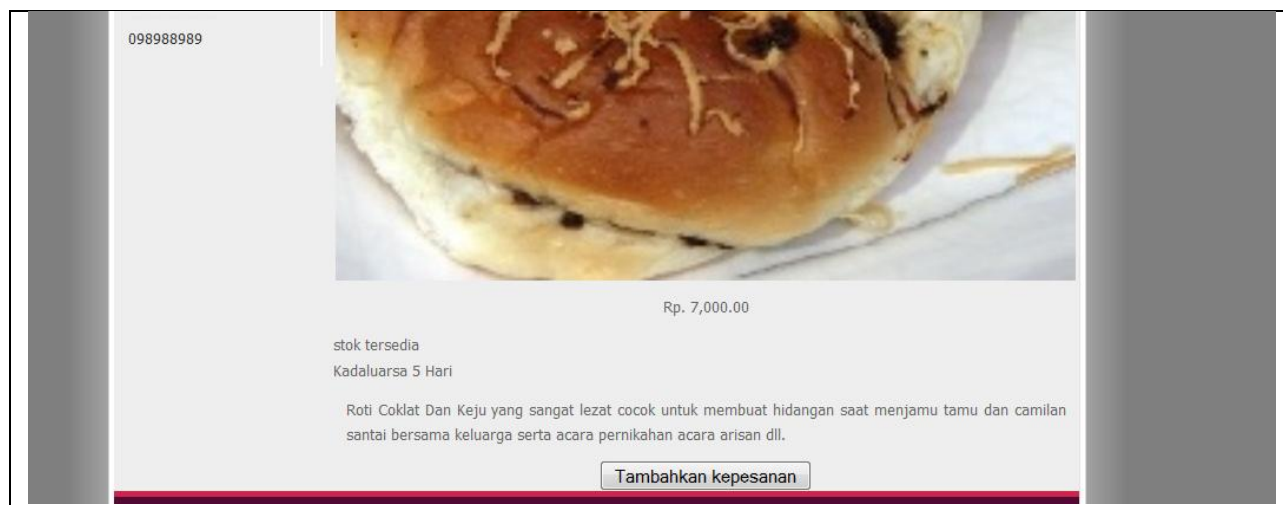 098988989
Rp. 7,000.00
stok tersedia
Kadaluarsa 5 Hari
Roti Coklat Dan Keju yang sangat lezat cocok untuk membuat hidangan saat menjamu tamu dan camilan
santai bersama keluarga serta acara pernikahan acara arisan dll.
Tambahkan kepesanan